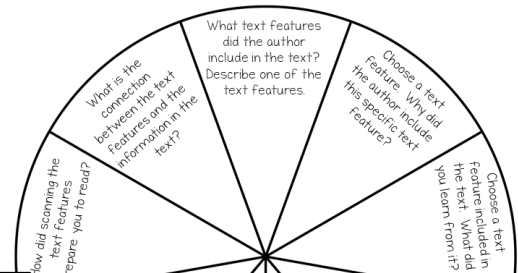 How did scanning the
text features
you to read?
What is the
connection
between the text
features and the
information in the
text?
What text features
did the author
include in the text?
Describe one of the
text features.
Choose a text
feature. Why did
the author include
this specific text
feature?
Choose a text
feature included in
the text. What did
you learn from it?